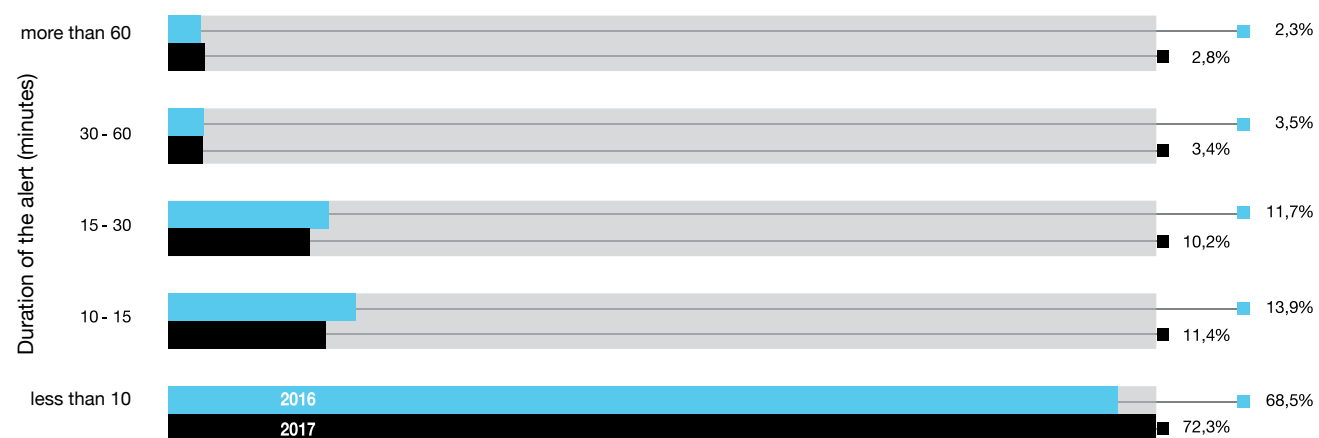 Duration of the alert (minutes)
more than 60
2,3%
2,8%
30 - 60
3,5%
3,4%
15 - 30
11,7%
10,2%
10 - 15
13,9%
11,4%
less than 10
2016
68,5%
2017
72,3%